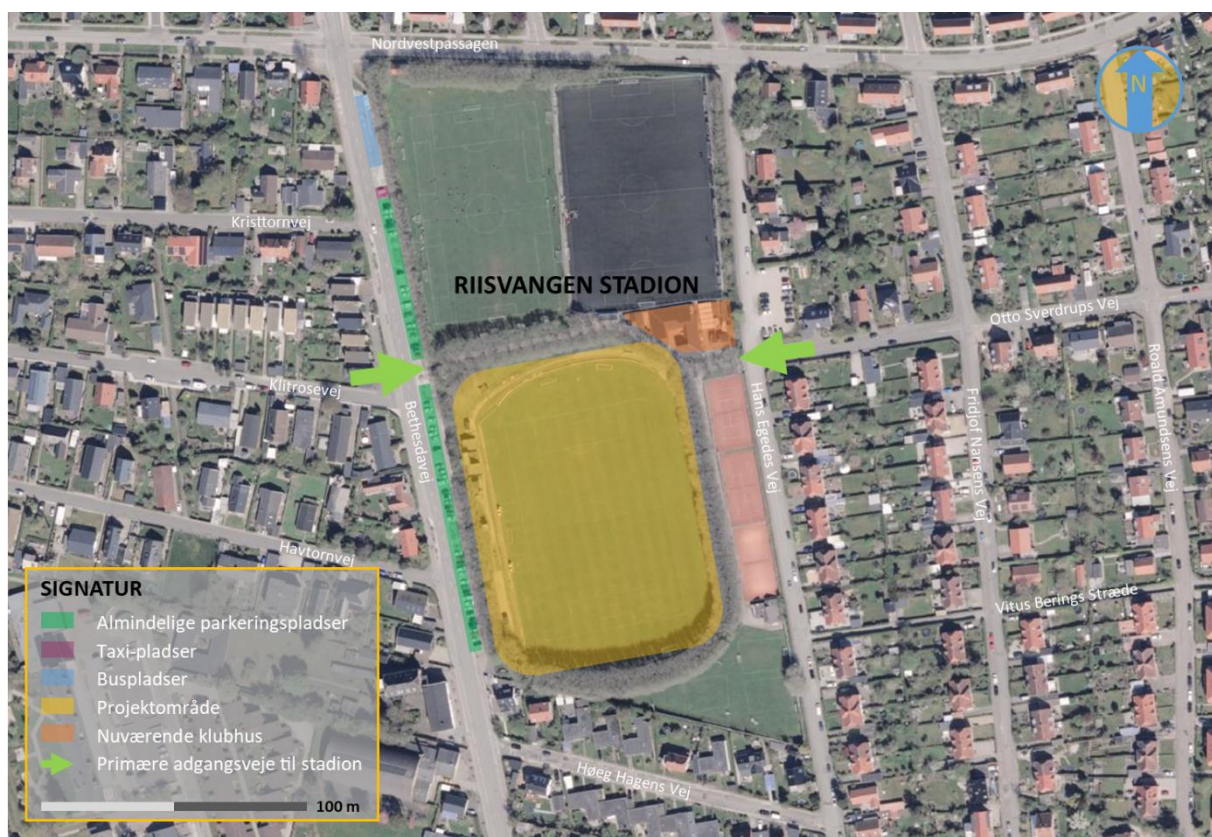 Nordvestpassagen
N
Kristtornvej
RIISVANGEN STADION
Otto Sverdrups Vej
Klitrosevej
Bethesdavej
Hans Egedes Vej
Fridjof Nansens Vej
Roald Amundsens Vej
Havtornvej
Vitus Berings Stræde
Høeg Hagens Vej
SIGNATUR
Almindelige parkeringspladser
Taxi-pladser
Buspladser
Projektområde
Nuværende klubhus
Primære adgangsveje til stadion
100 m